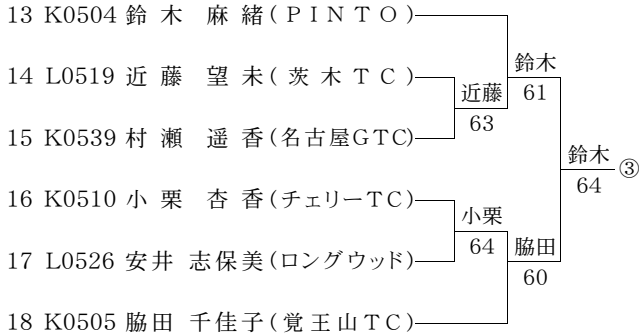 13 K0504 鈴木 麻緒(PINTO)
鈴木
14 L0519 近藤 望未(茨木TC)
近藤
61
63
15 K0539 村瀬 遥香(名古屋GTC)
鈴木
③
64
16 K0510 小栗 杏香(チェリーTC)
小栗
64
脇田
17 L0526 安井 志保美(ロングウッド)
60
18 K0505 脇田 千佳子(覚王山TC)